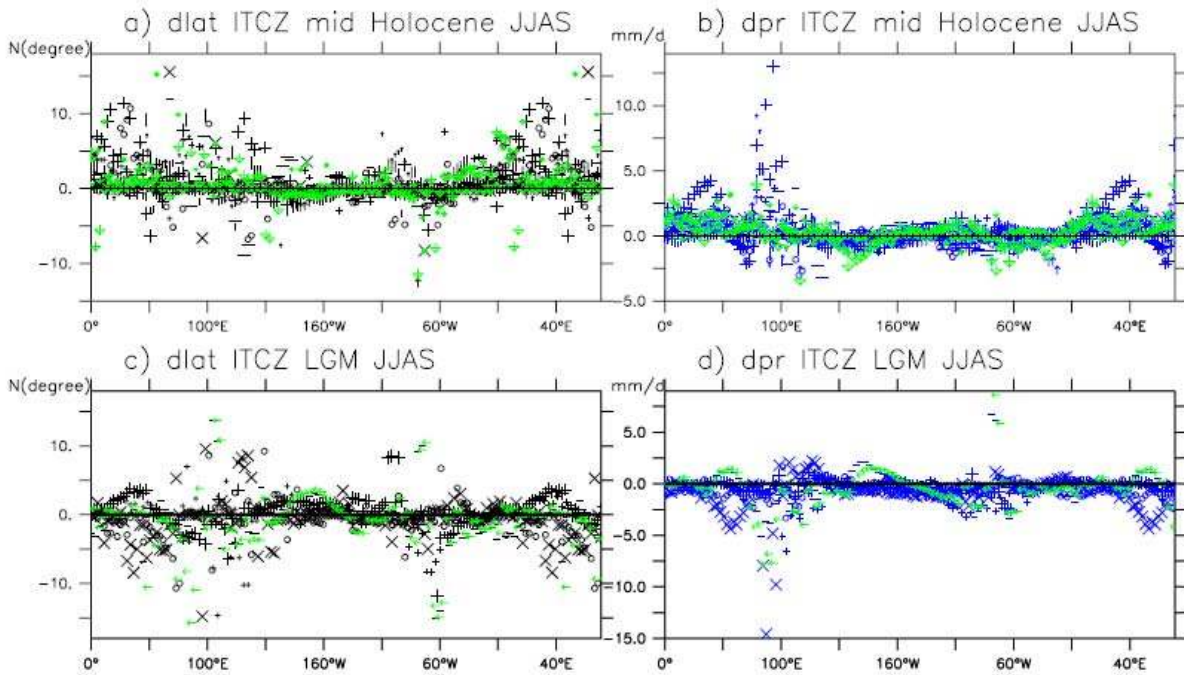 a) dlat ITCZ mid Holocene JJAS
N(degree)
10.
0.
-10.
0° 100°E 160°W 60°W 40°E
b) dpr ITCZ mid Holocene JJAS
mm/d
10.0
5.0
0.0
-5.0
0° 100°E 160°W 60°W 40°E
c) dlat ITCZ LGM JJAS
N(degree)
10.
0.
-10.
0° 100°E 160°W 60°W 40°E
d) dpr ITCZ LGM JJAS
mm/d
5.0
0.0
-5.0
-10.0
-15.0
0° 100°E 160°W 60°W 40°E